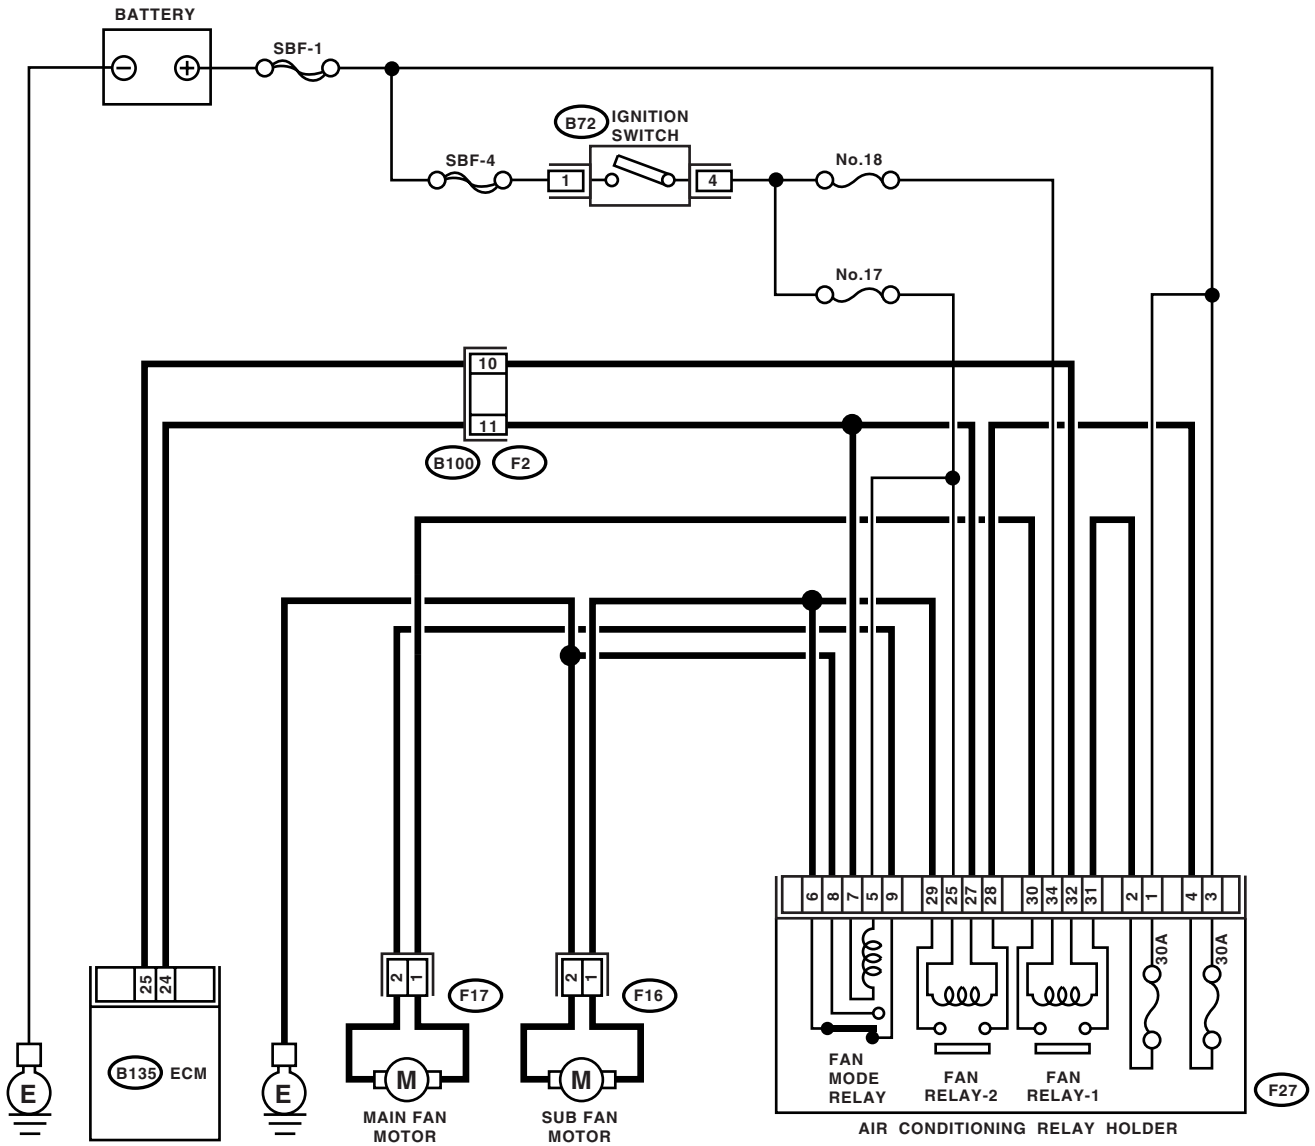 BATTERY
− +
SBF-1
B72
IGNITION
SWITCH
SBF-4
1
4
No.18
No.17
10
11
B100
F2
6
8
7
5
9
29
25
27
28
30
34
32
31
2
1
4
3
30A
30A
25
24
2
1
F17
2
1
F16
B135
ECM
E
E
M
M
MAIN FAN
MOTOR
SUB FAN
MOTOR
FAN
MODE
RELAY
FAN
RELAY-2
FAN
RELAY-1
F27
AIR CONDITIONING RELAY HOLDER